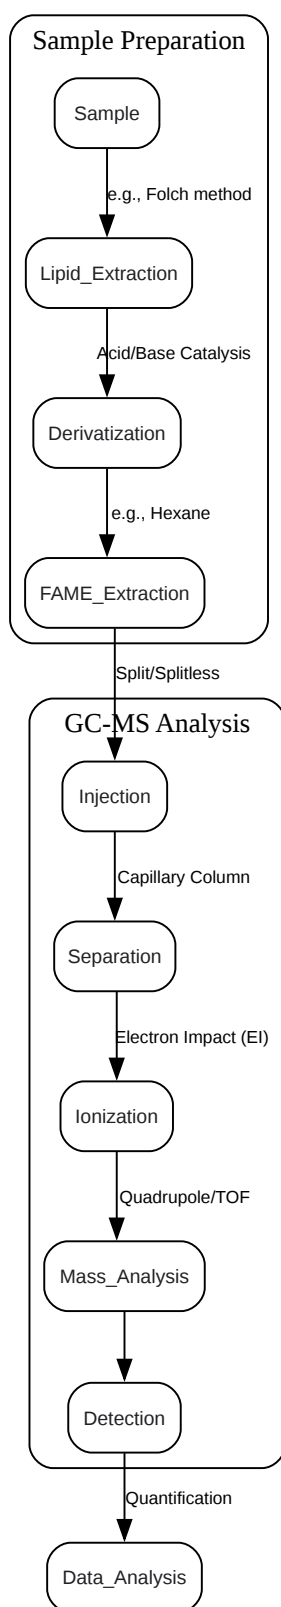 Sample Preparation
Sample
e.g., Folch method
Lipid_Extraction
Acid/Base Catalysis
Derivatization
e.g., Hexane
FAME_Extraction
Split/Splitless
GC-MS Analysis
Injection
Capillary Column
Separation
Electron Impact (EI)
Ionization
Quadrupole/TOF
Mass_Analysis
Detection
Quantification
Data_Analysis